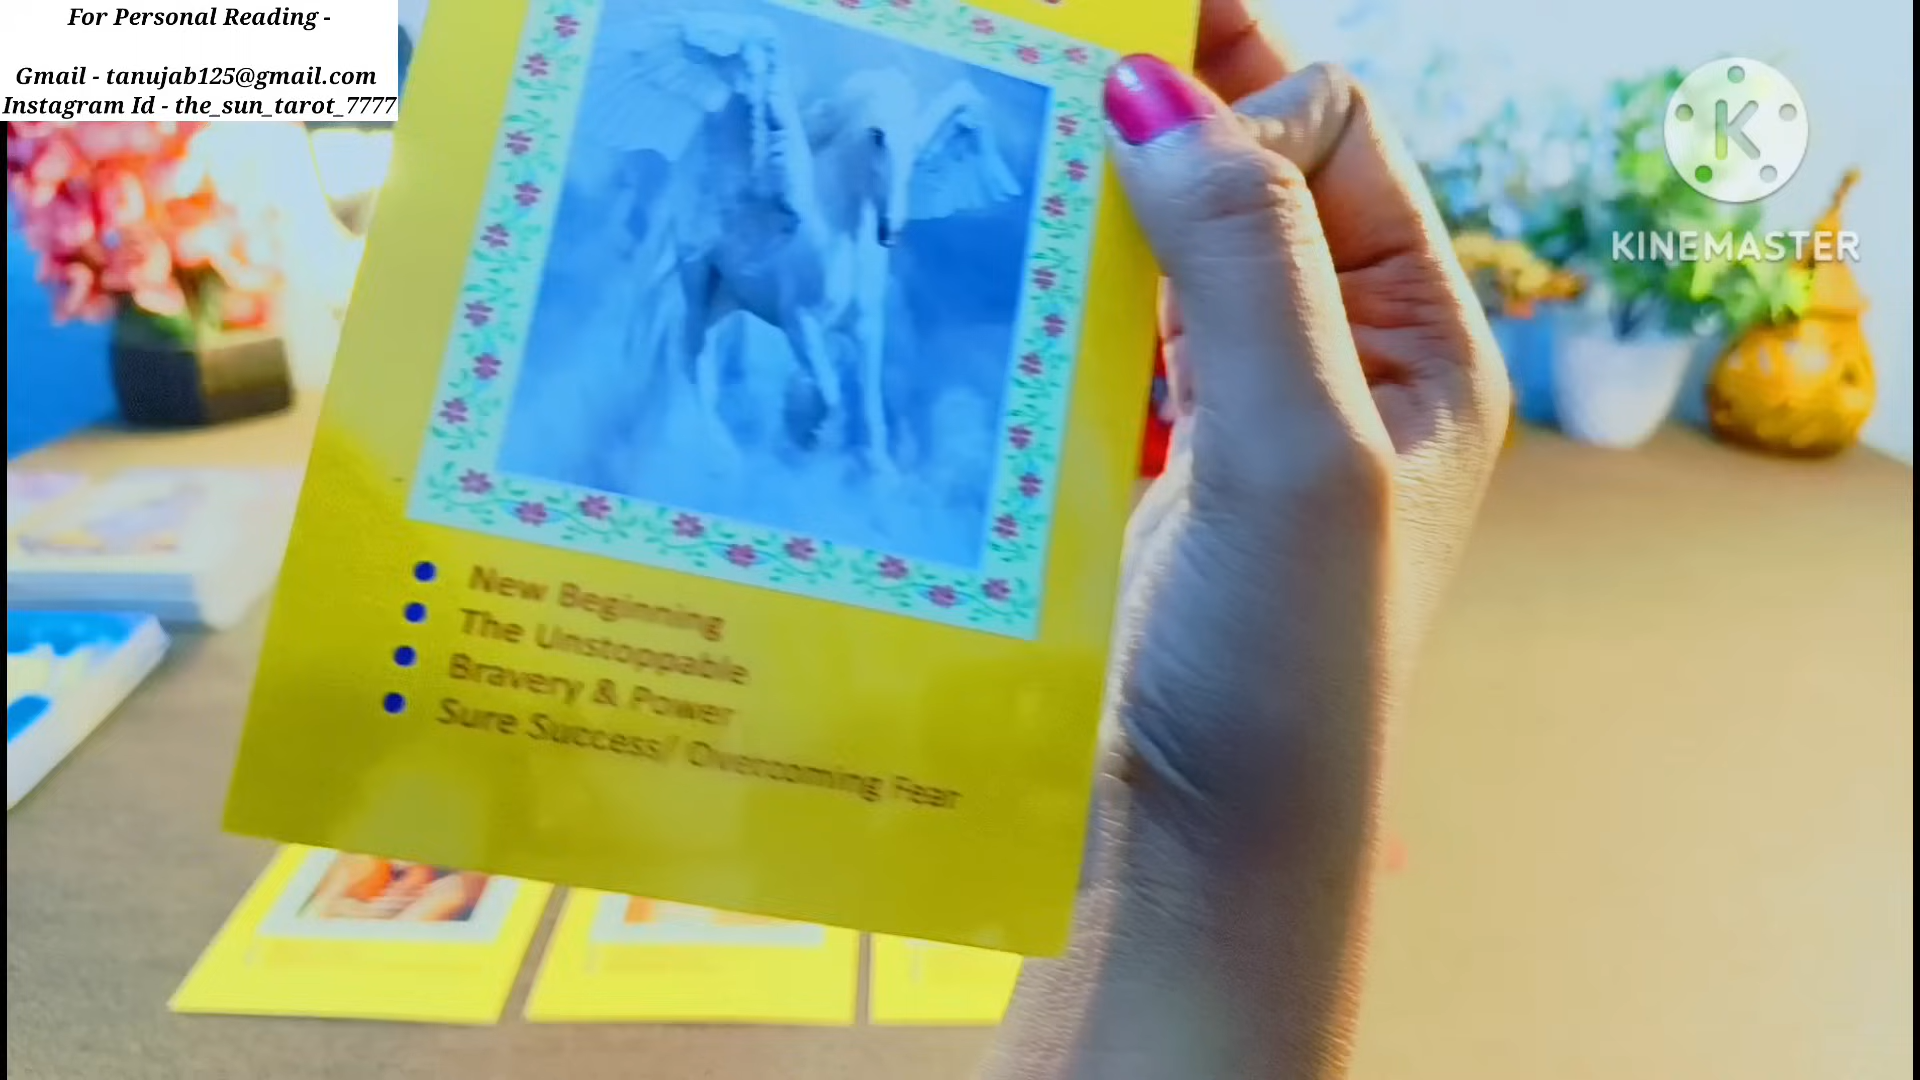 For Personal Reading -
Gmail - tanujab125@gmail.com
Instagram Id - the_sun_tarot_7777
K
KINEMASTER
New Beginning
The Unstoppable
Bravery & Power
Sure Success/ Overcoming Fear